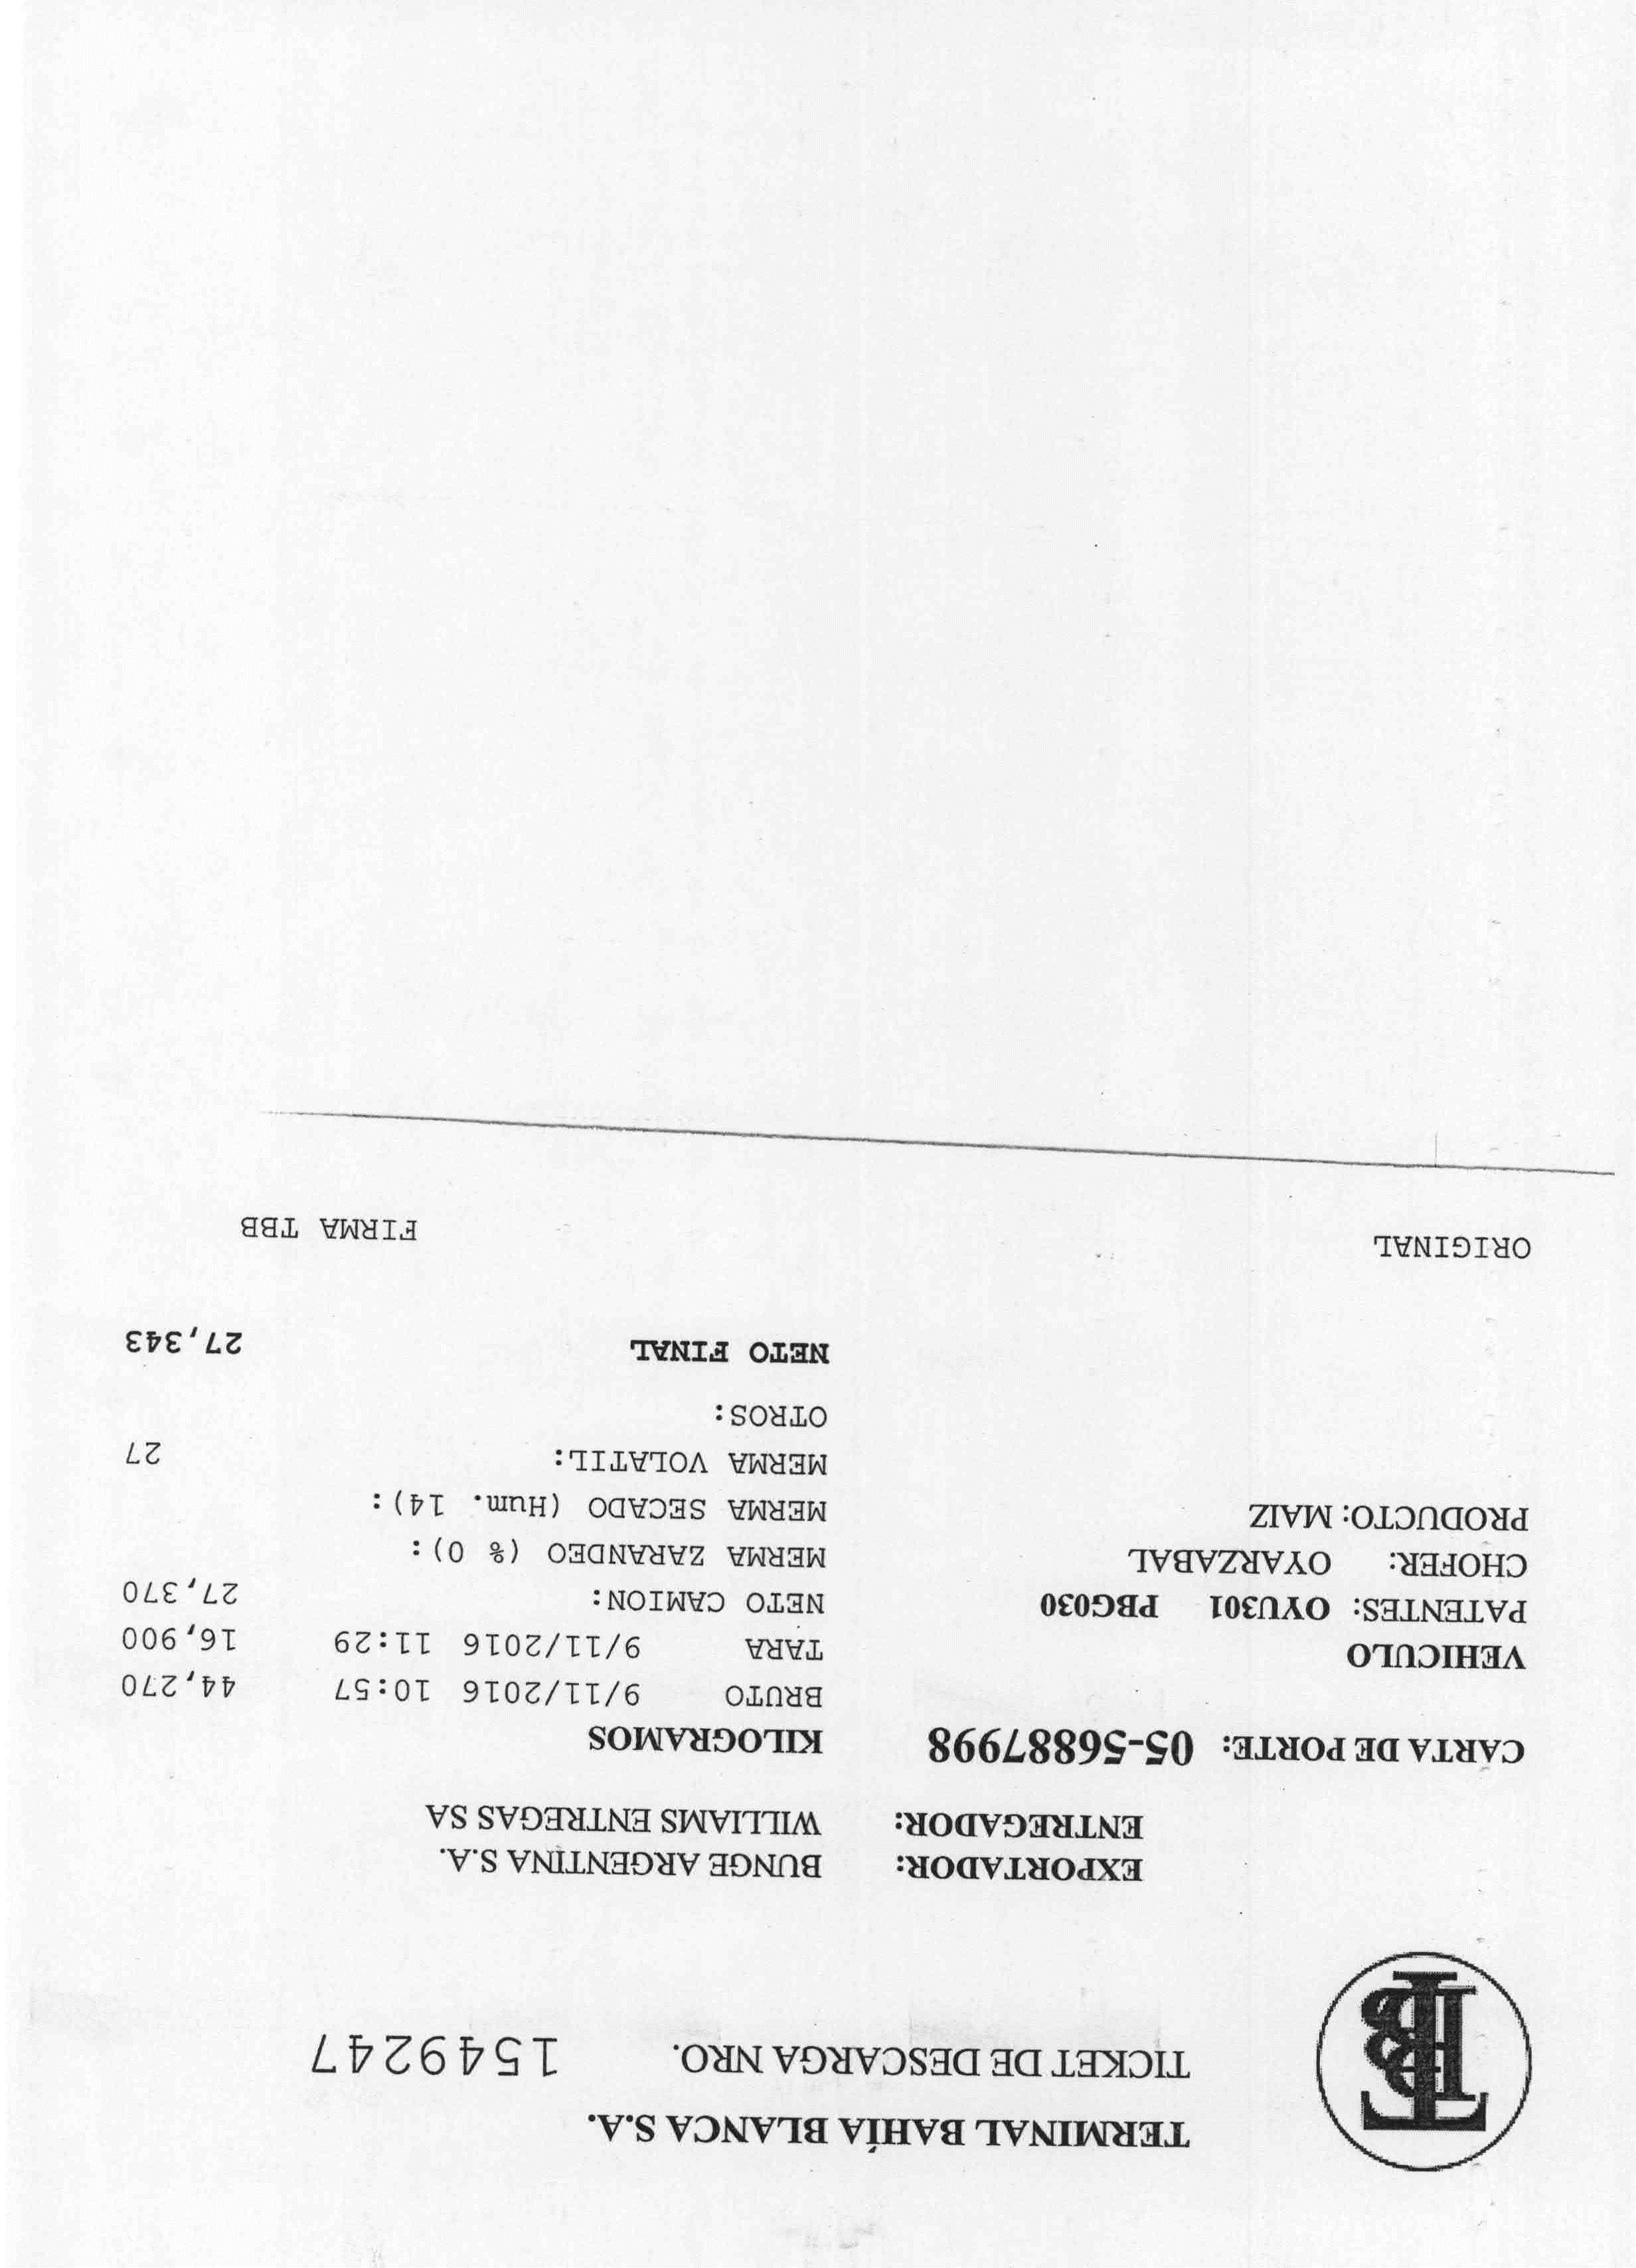 TERMINAL BAHÍA BLANCA S.A.
TICKET DE DESCARGA NRO. 1549247
EXPORTADOR: BUNGE ARGENTINA S.A.
ENTREGADOR: WILLIAMS ENTREGAS SA
CARTA DE PORTE: 05-56887998
VEHICULO
PATENTES: OYU301 PBG030
CHOFER: OYARZABAL
PRODUCTO: MAIZ
KILOGRAMOS
BRUTO 9/11/2016 10:57 44,270
TARA 9/11/2016 11:29 16,900
NETO CAMION: 27,370
MERMA ZARANDEO (% 0):
MERMA SECADO (Hum. 14):
MERMA VOLATIL: 27
OTROS:
NETO FINAL 27,343
ORIGINAL
FIRMA TBB